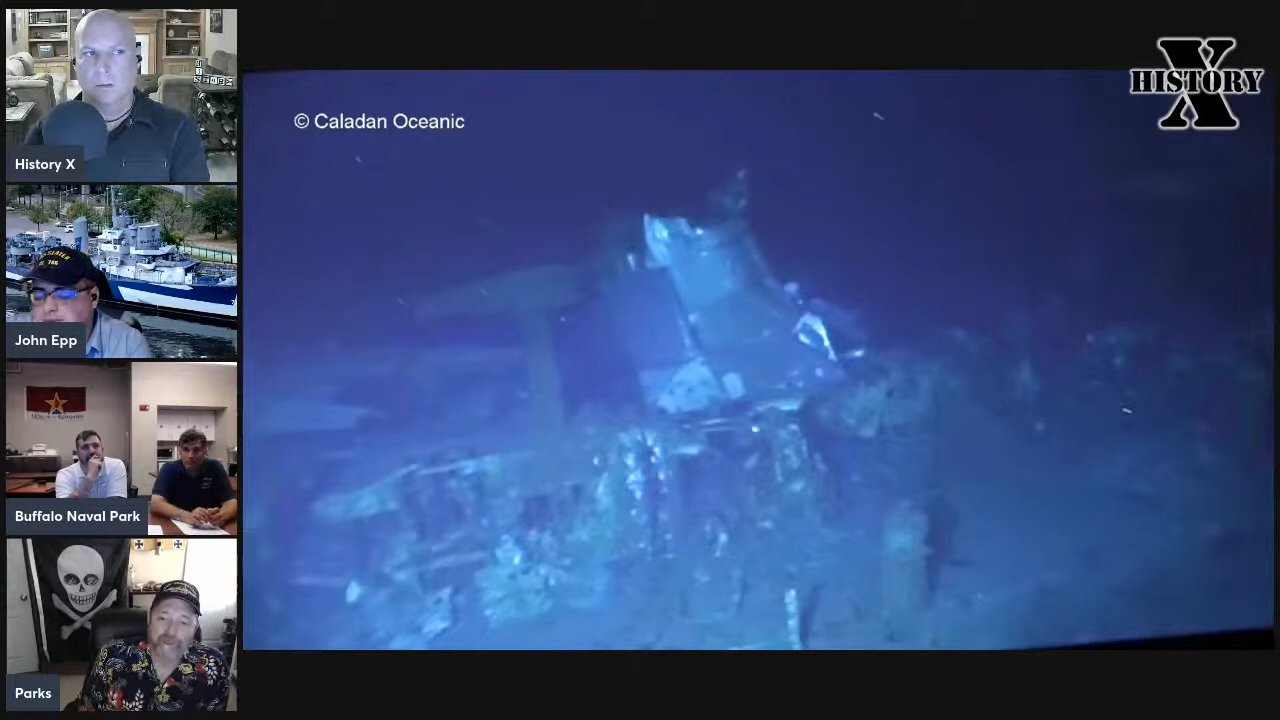 History X
John Epp
Buffalo Naval Park
Parks
© Caladan Oceanic
HISTORY
X